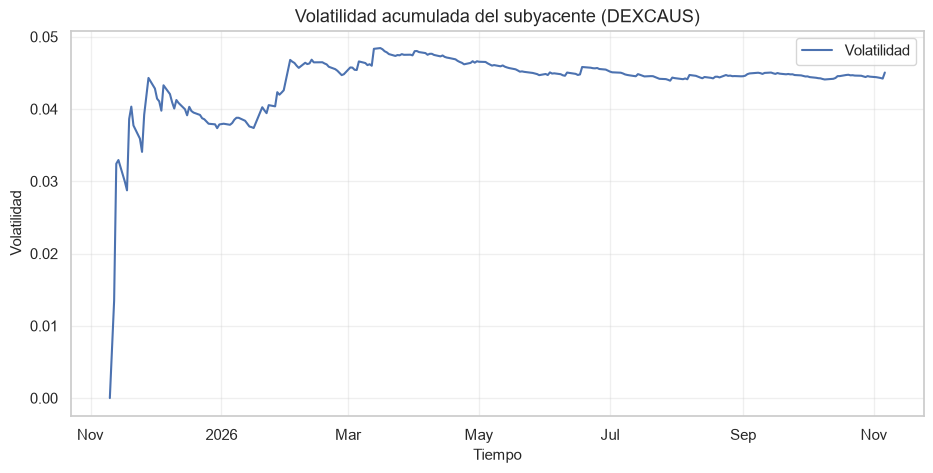 Volatilidad acumulada del subyacente (DEXCAUS)
Volatilidad
0.05
0.04
0.03
0.02
0.01
0.00
Volatilidad
Nov 2026 Mar May Jul Sep Nov
Tiempo